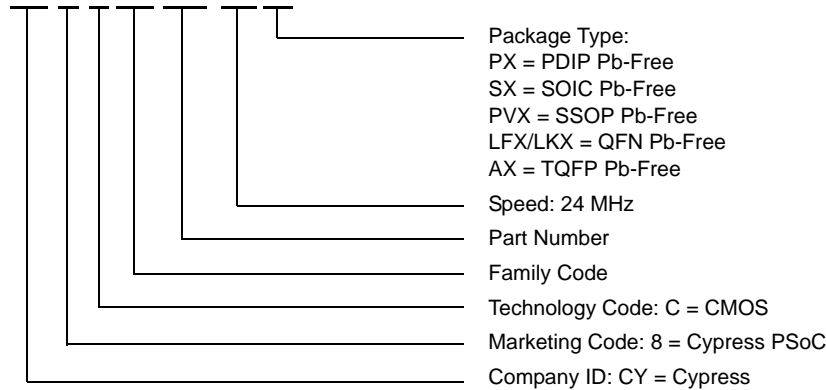 Package Type:
PX = PDIP Pb-Free
SX = SOIC Pb-Free
PVX = SSOP Pb-Free
LFX/LKX = QFN Pb-Free
AX = TQFP Pb-Free
Speed: 24 MHz
Part Number
Family Code
Technology Code: C = CMOS
Marketing Code: 8 = Cypress PSoC
Company ID: CY = Cypress